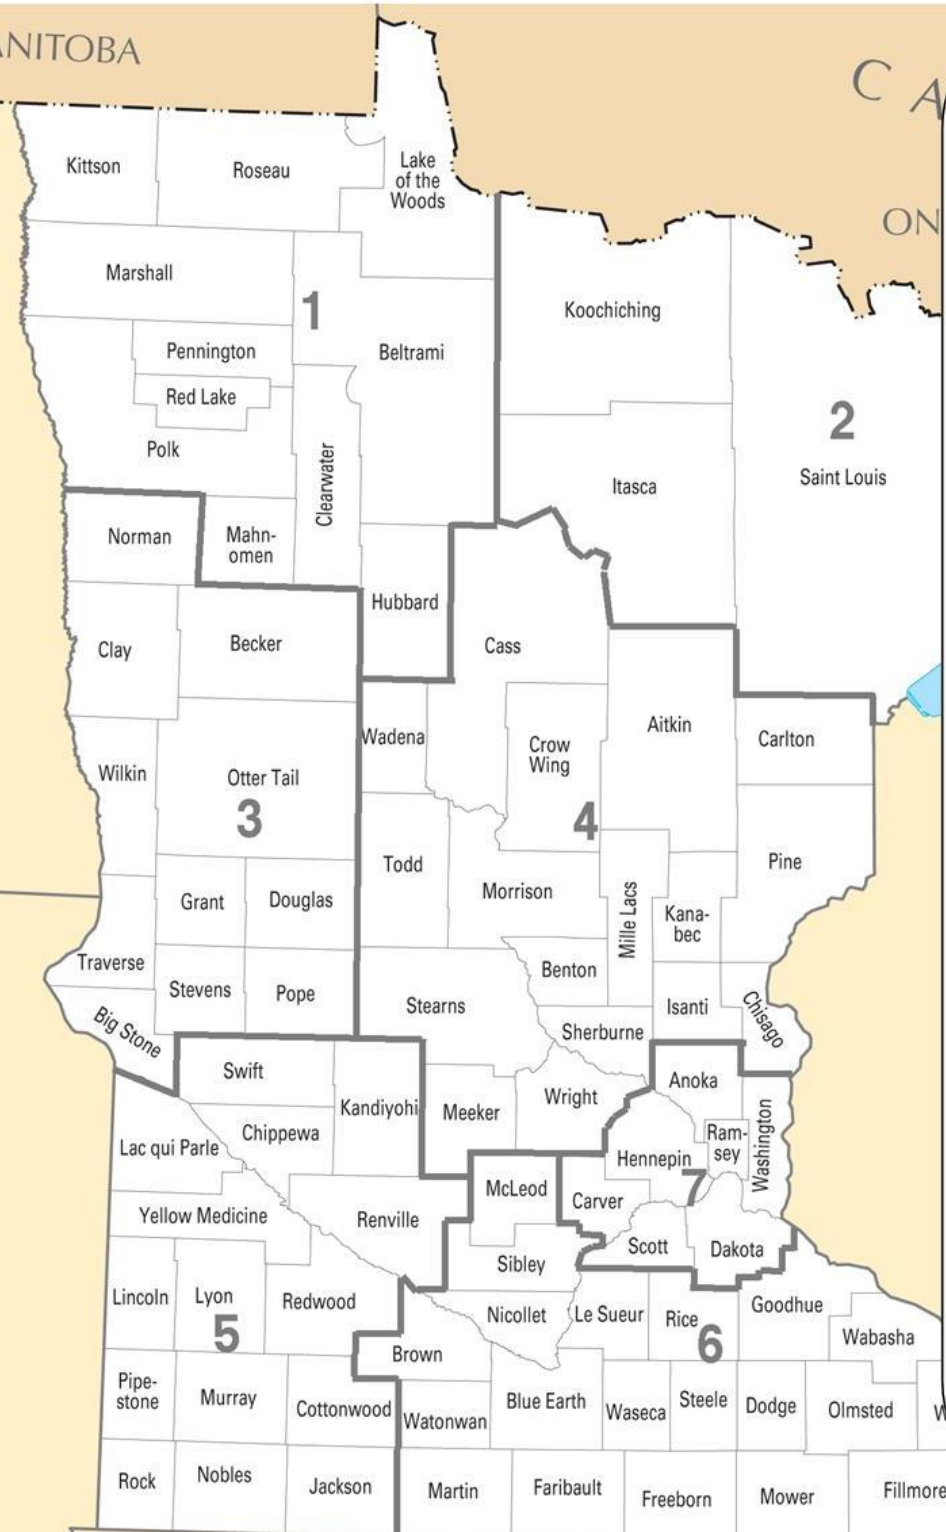 ANITOBA
C A
Kittson
Roseau
Lake
of the
Woods
ON
Marshall
1
Koochiching
Pennington
Beltrami
Red Lake
2
Polk
Clearwater
Itasca
Saint Louis
Norman
Mahn-
omen
Hubbard
Clay
Becker
Cass
Wadena
Aitkin
Carlton
Crow
Wing
Wilkin
Otter Tail
3
4
Todd
Pine
Morrison
Grant
Douglas
Mille Lacs
Kana-
bec
Traverse
Benton
Stevens
Pope
Stearns
Isanti
Chisago
Big Stone
Sherburne
Swift
Anoka
Kandiyohi
Meeker
Wright
Chippewa
Ram-
sey
Washington
Lac qui Parle
Hennepin
7
McLeod
Carver
Yellow Medicine
Renville
Scott
Dakota
Sibley
Lincoln
Lyon
Redwood
Nicollet
Le Sueur
Rice
Goodhue
5
6
Wabasha
Brown
Pipe-
stone
Murray
Cottonwood
Watonwan
Blue Earth
Waseca
Steele
Dodge
Olmsted
W
Rock
Nobles
Jackson
Martin
Faribault
Freeborn
Mower
Fillmore